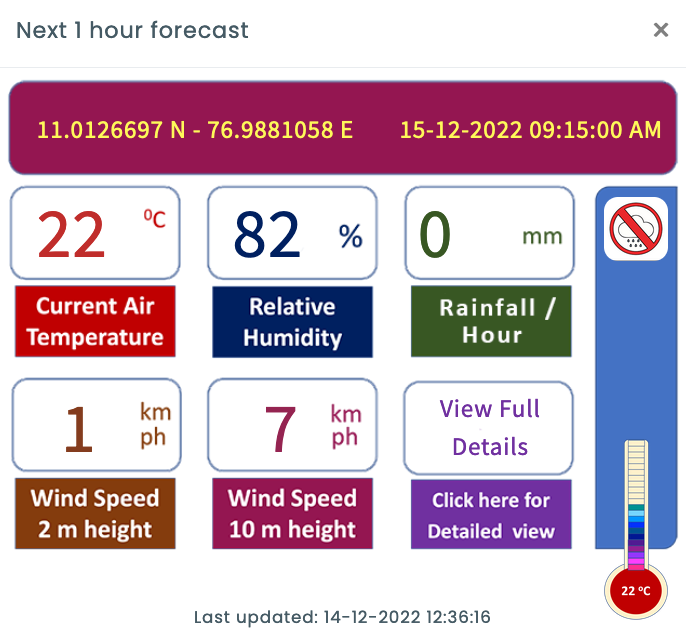 Next 1 hour forecast ×
11.0126697 N - 76.9881058 E 15-12-2022 09:15:00 AM
22 ⁰C
82 %
0 mm
Current Air
Temperature
Relative
Humidity
Rainfall /
Hour
1 km
ph
7 km
ph
View Full
Details
Wind Speed
2 m height
Wind Speed
10 m height
Click here for
Detailed view
22 ⁰C
Last updated: 14-12-2022 12:36:16